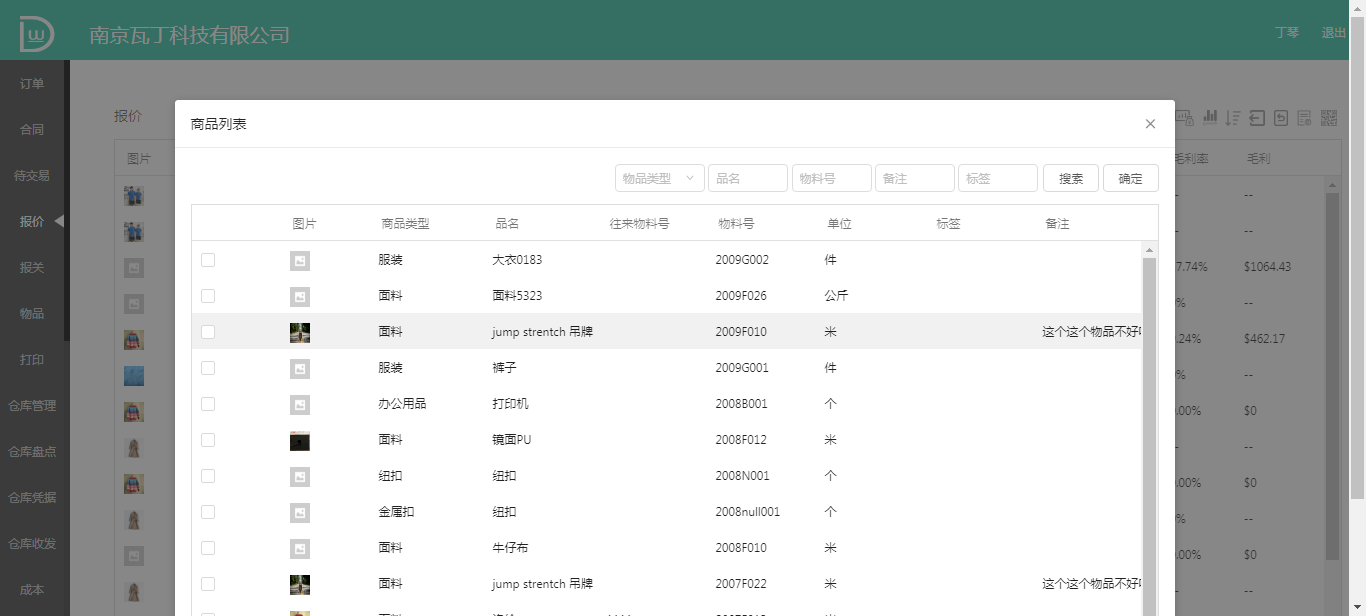 南京瓦丁科技有限公司 丁琴 退出
订单
合同
待交易
报价
报关
物品
打印
仓库管理
仓库盘点
仓库凭据
仓库收发
成本
报价
图片 毛利率 毛利
商品列表
物品类型 品名 物料号 备注 标签 搜索 确定
图片 商品类型 品名 往来物料号 物料号 单位 标签 备注
服装 大衣0183 2009G002 件
面料 面料5323 2009F026 公斤
面料 jump strentch 吊牌 2009F010 米 这个这个物品不好
服装 裤子 2009G001 件
办公用品 打印机 2008B001 个
面料 镜面PU 2008F012 米
纽扣 纽扣 2008N001 个
金属扣 纽扣 2008null001 个
面料 牛仔布 2008F010 米
面料 jump strentch 吊牌 2007F022 米 这个这个物品不好
--
--
7.74% $1064.43
% --
.24% $462.17
% --
.00% $0
--
.00% $0
% --
.00% $0
--